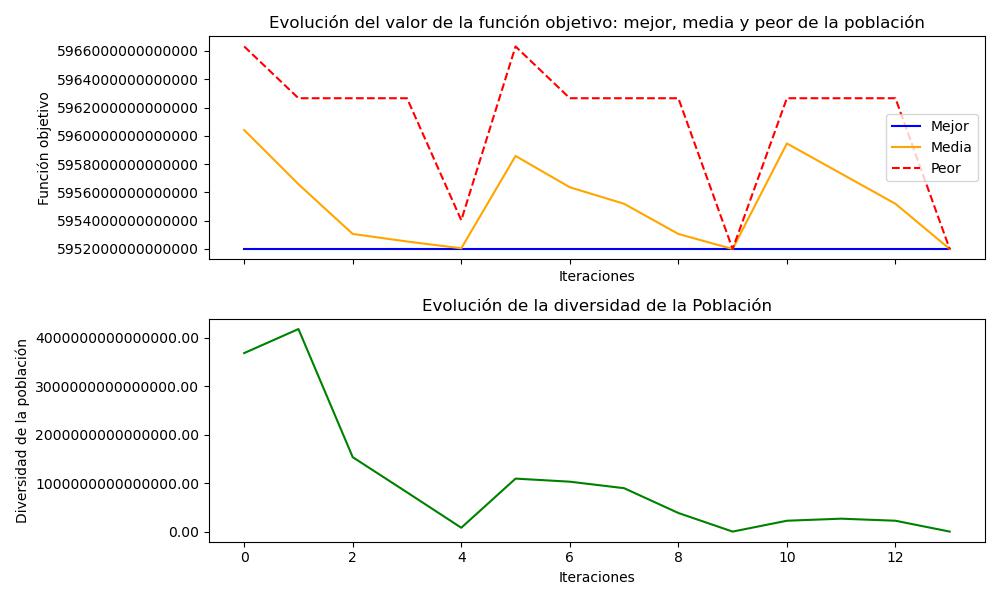 Evolución del valor de la función objetivo: mejor, media y peor de la población
Función objetivo
5966000000000000
5964000000000000
5962000000000000
5960000000000000
5958000000000000
5956000000000000
5954000000000000
5952000000000000
Mejor
Media
Peor
Iteraciones
Evolución de la diversidad de la Población
Diversidad de la población
4000000000000000.00
3000000000000000.00
2000000000000000.00
1000000000000000.00
0.00
0 2 4 6 8 10 12
Iteraciones